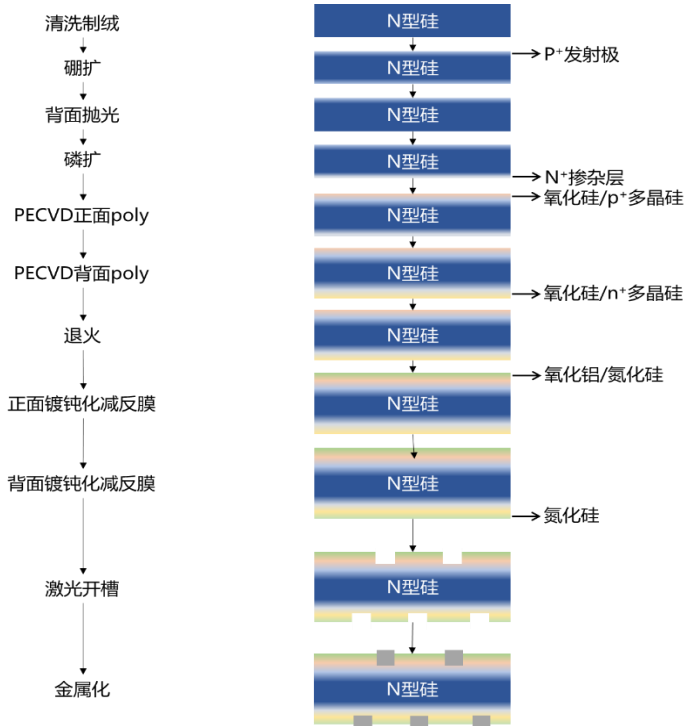 清洗制绒
N型硅
硼扩
N型硅
P⁺发射极
背面抛光
N型硅
磷扩
N型硅
N⁺掺杂层
PECVD正面poly
N型硅
氧化硅/p⁺多晶硅
PECVD背面poly
N型硅
氧化硅/n⁺多晶硅
退火
N型硅
氧化铝/氮化硅
正面镀钝化减反膜
N型硅
背面镀钝化减反膜
N型硅
氮化硅
激光开槽
N型硅
金属化
N型硅